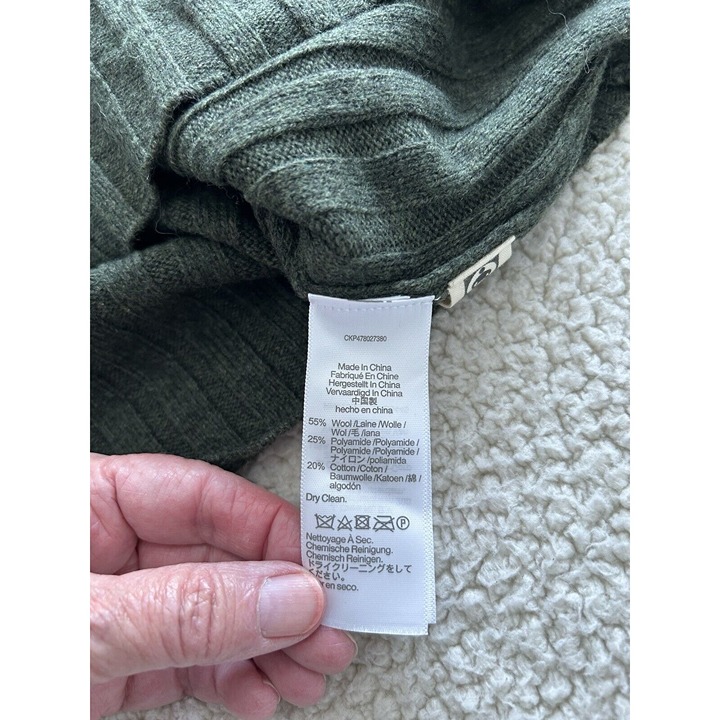 CKP478027380
Made In China
Fabriqué En Chine
Hergestellt In China
Vervaardigd In China
中国製
hecho en china
55% Wool /Laine /Wolle /
Wol /毛 /lana
25% Polyamide /Polyamide /
Polyamide /Polyamide /
ナイロン /poliamida
20% Cotton /Coton /
Baumwolle /Katoen /綿 /
algodón
Dry Clean.
P
Nettoyage À Sec.
Chemische Reinigung.
Chemisch Reinigen.
ドライクリーニングをして
ください。
en seco.